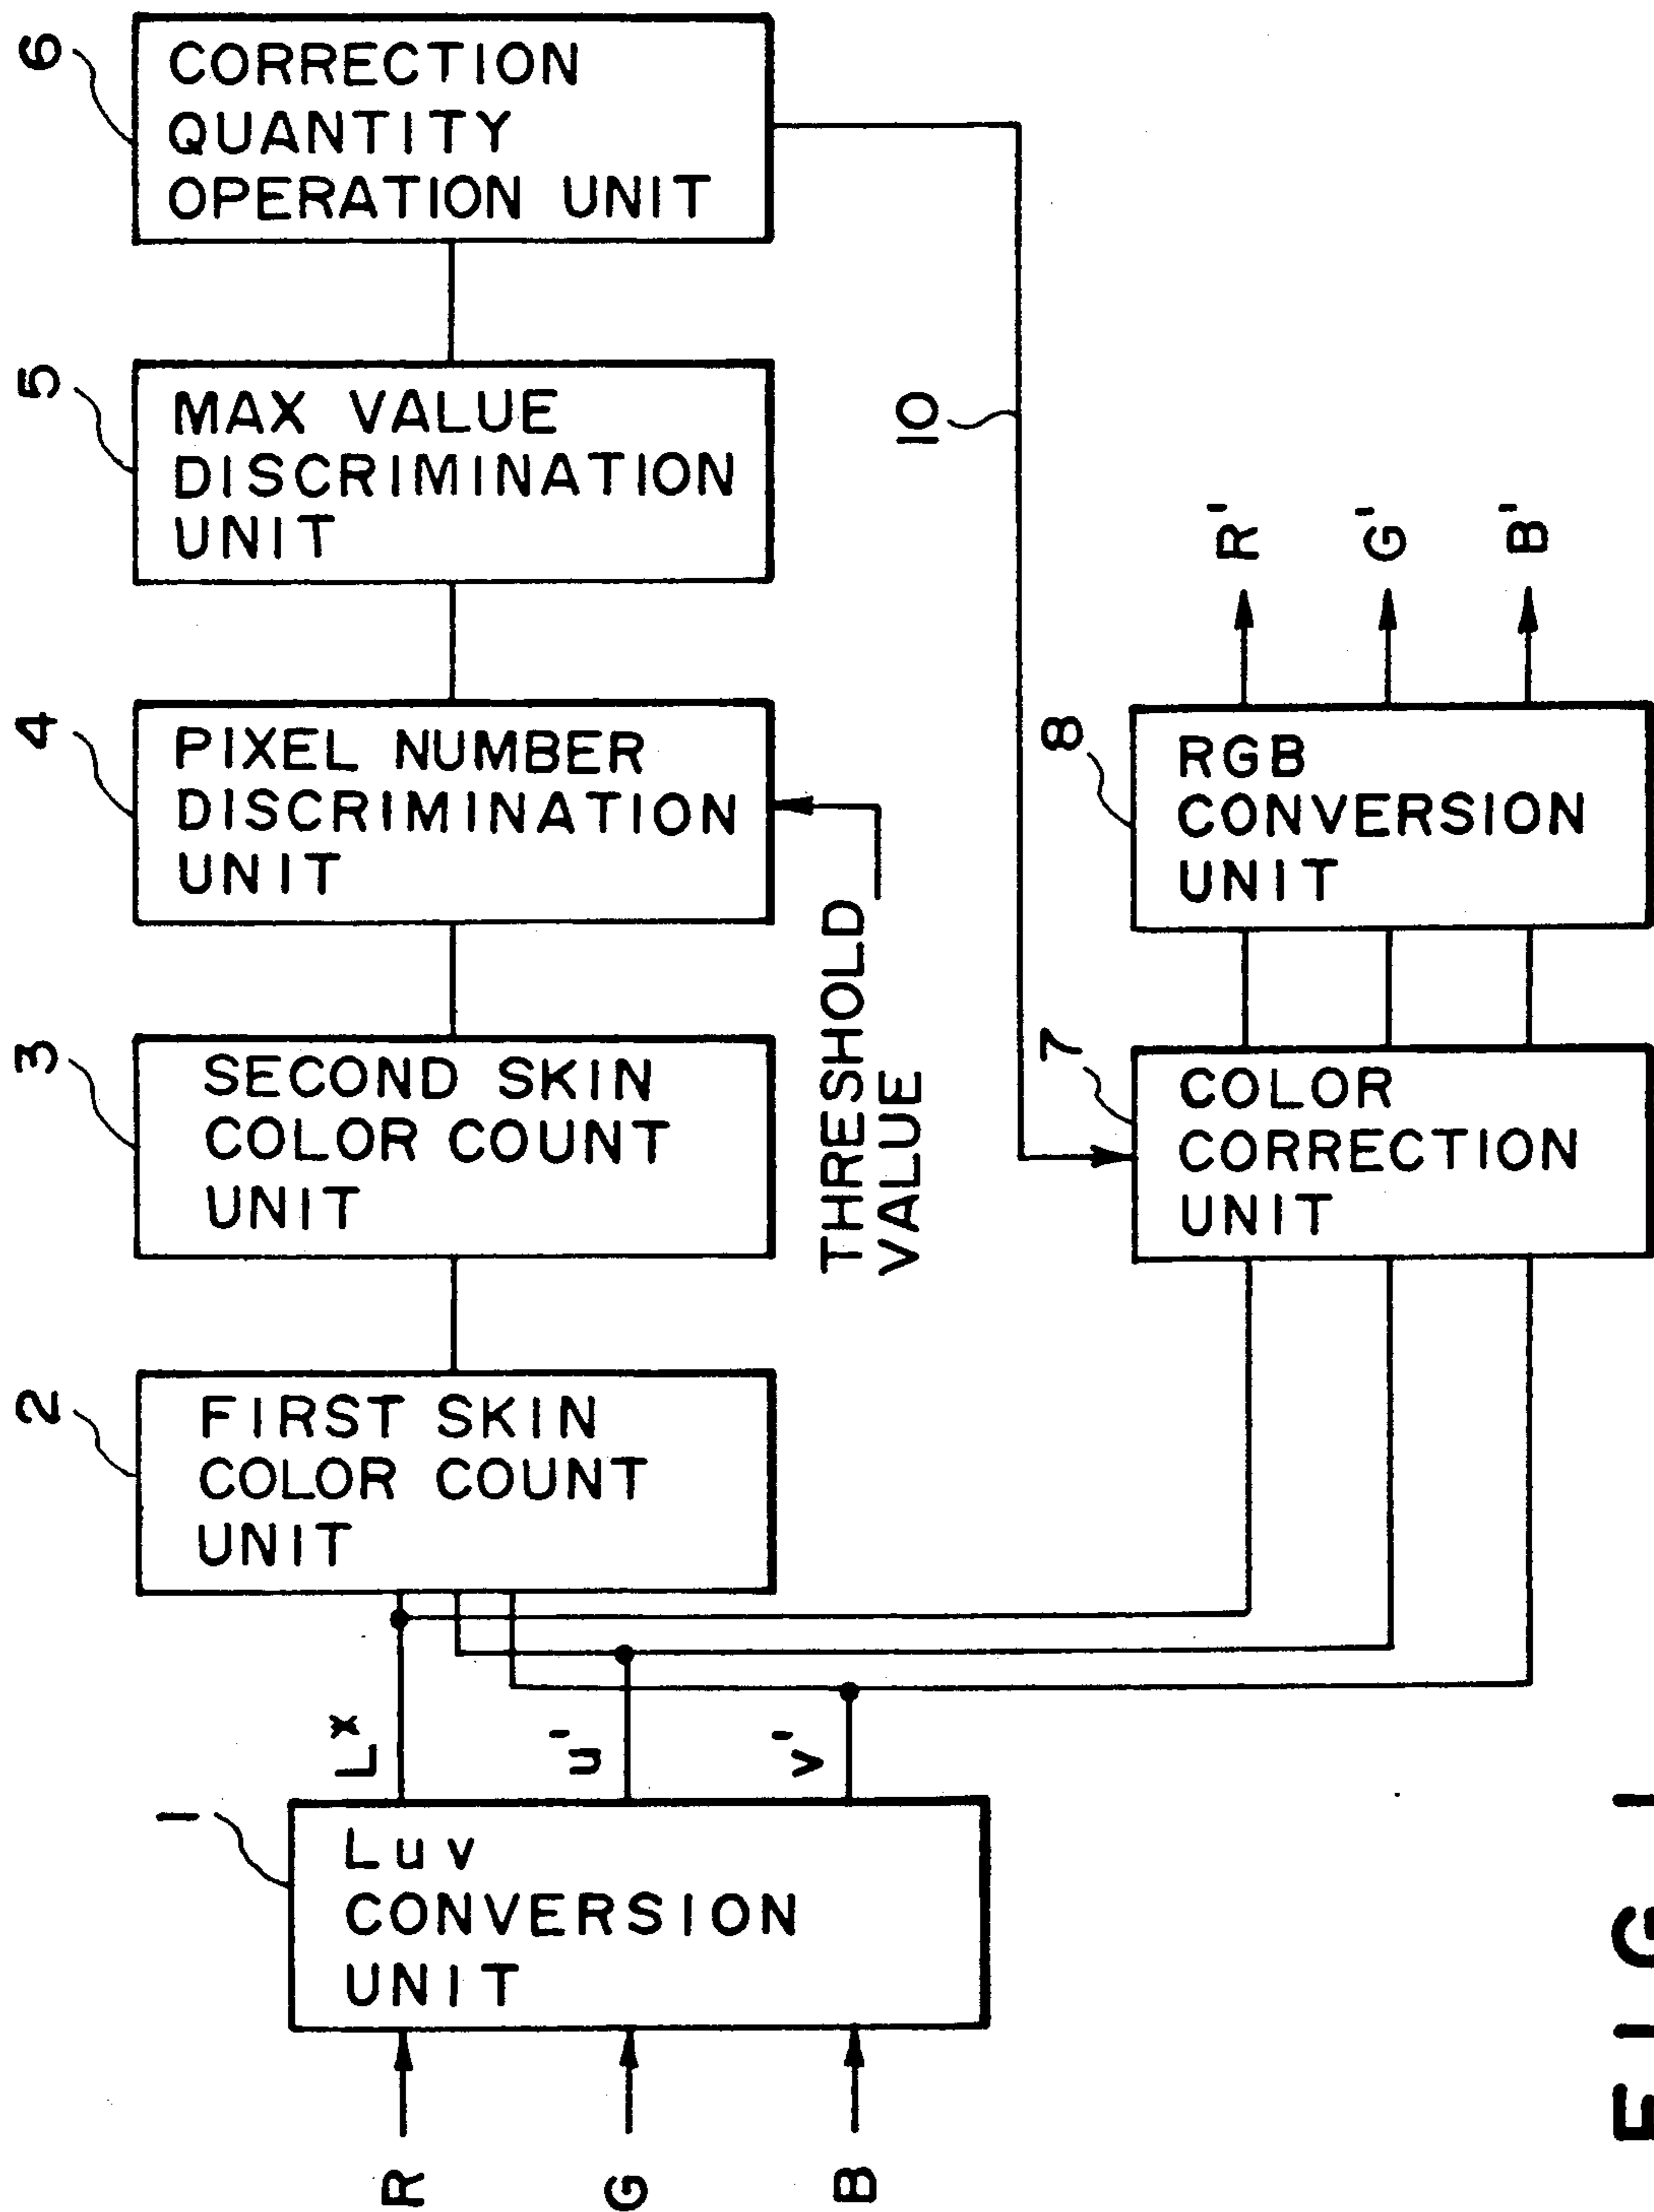 R
G
B
1
Luv
CONVERSION
UNIT
L×
u'
v'
2
FIRST SKIN
COLOR COUNT
UNIT
3
SECOND SKIN
COLOR COUNT
UNIT
4
PIXEL NUMBER
DISCRIMINATION
UNIT
THRESHOLD
VALUE
5
MAX VALUE
DISCRIMINATION
UNIT
6
CORRECTION
QUANTITY
OPERATION UNIT
10
7
COLOR
CORRECTION
UNIT
8
RGB
CONVERSION
UNIT
R'
G'
B'
FIG 1